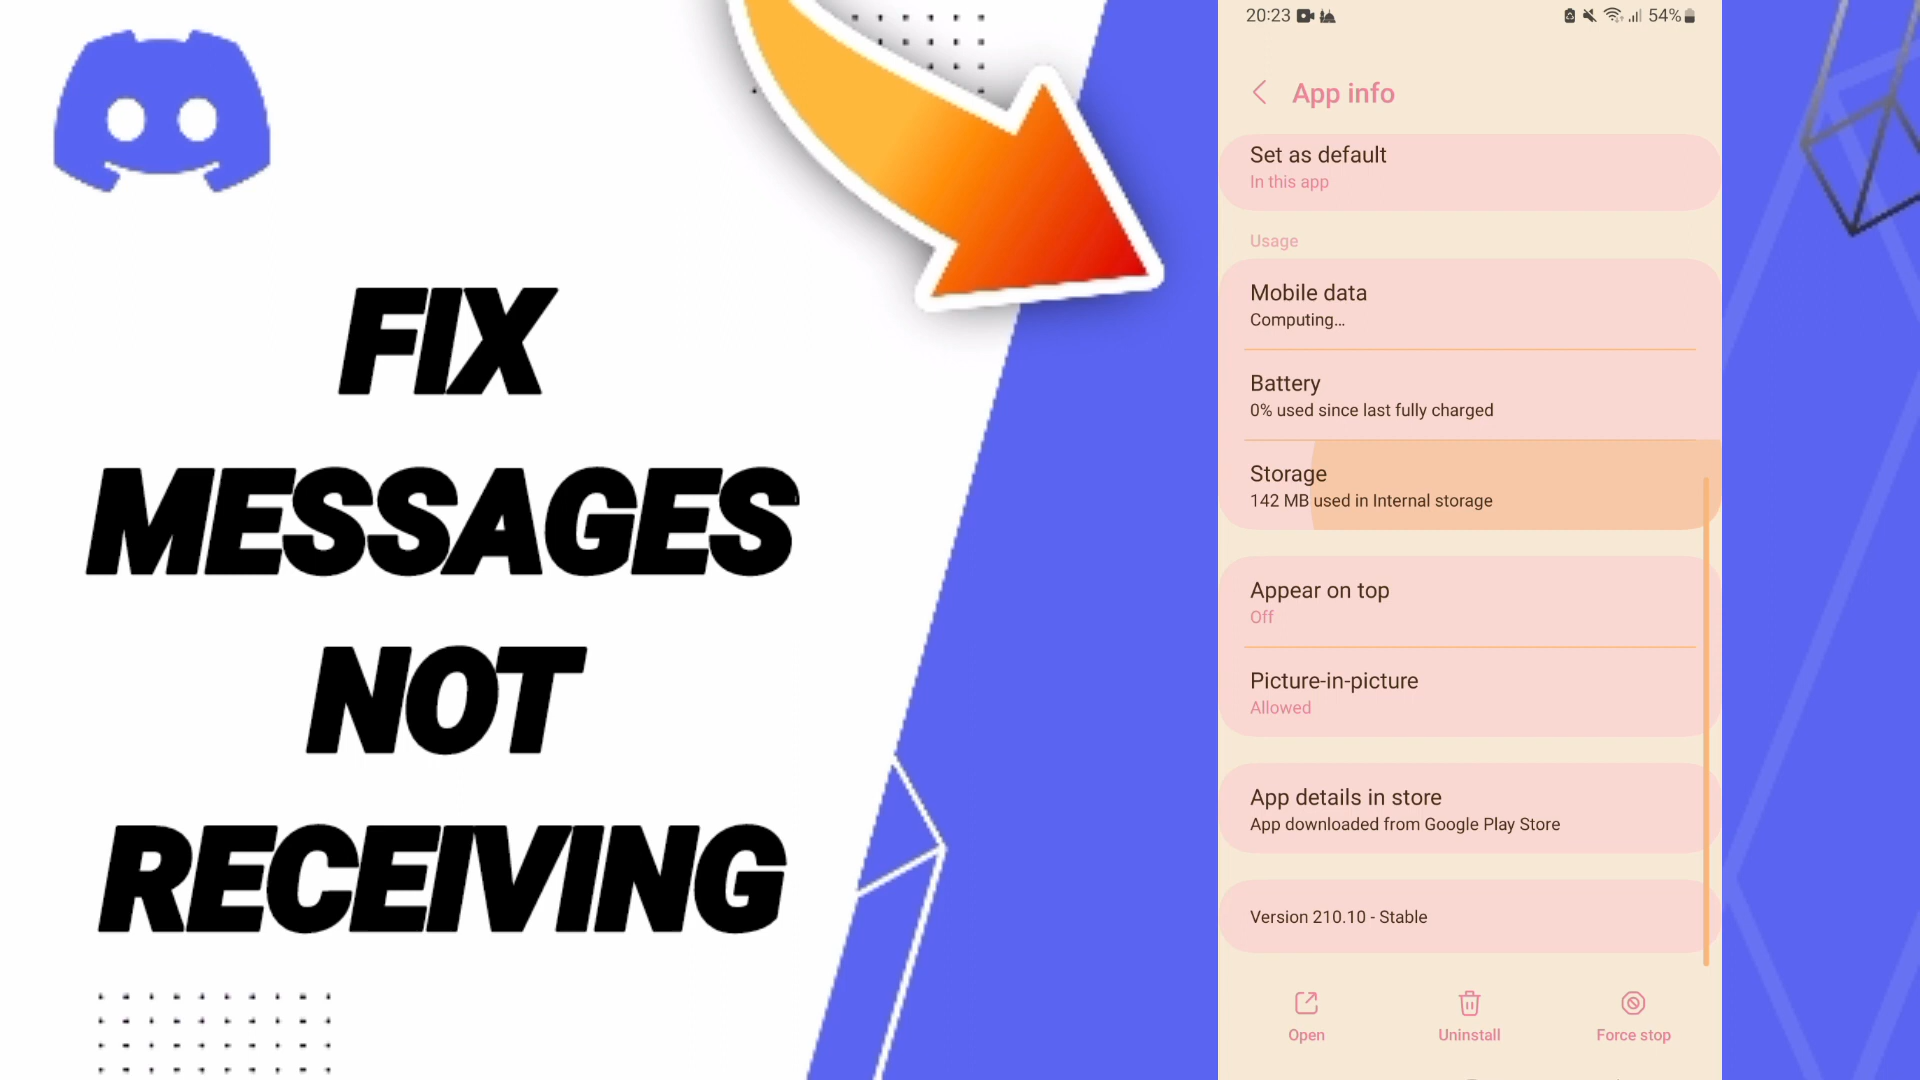 FIX
MESSAGES
NOT
RECEIVING
20:23
54%
App info
Set as default
In this app
Usage
Mobile data
Computing...
Battery
0% used since last fully charged
Storage
142 MB used in Internal storage
Appear on top
Off
Picture-in-picture
Allowed
App details in store
App downloaded from Google Play Store
Version 210.10 - Stable
Open
Uninstall
Force stop